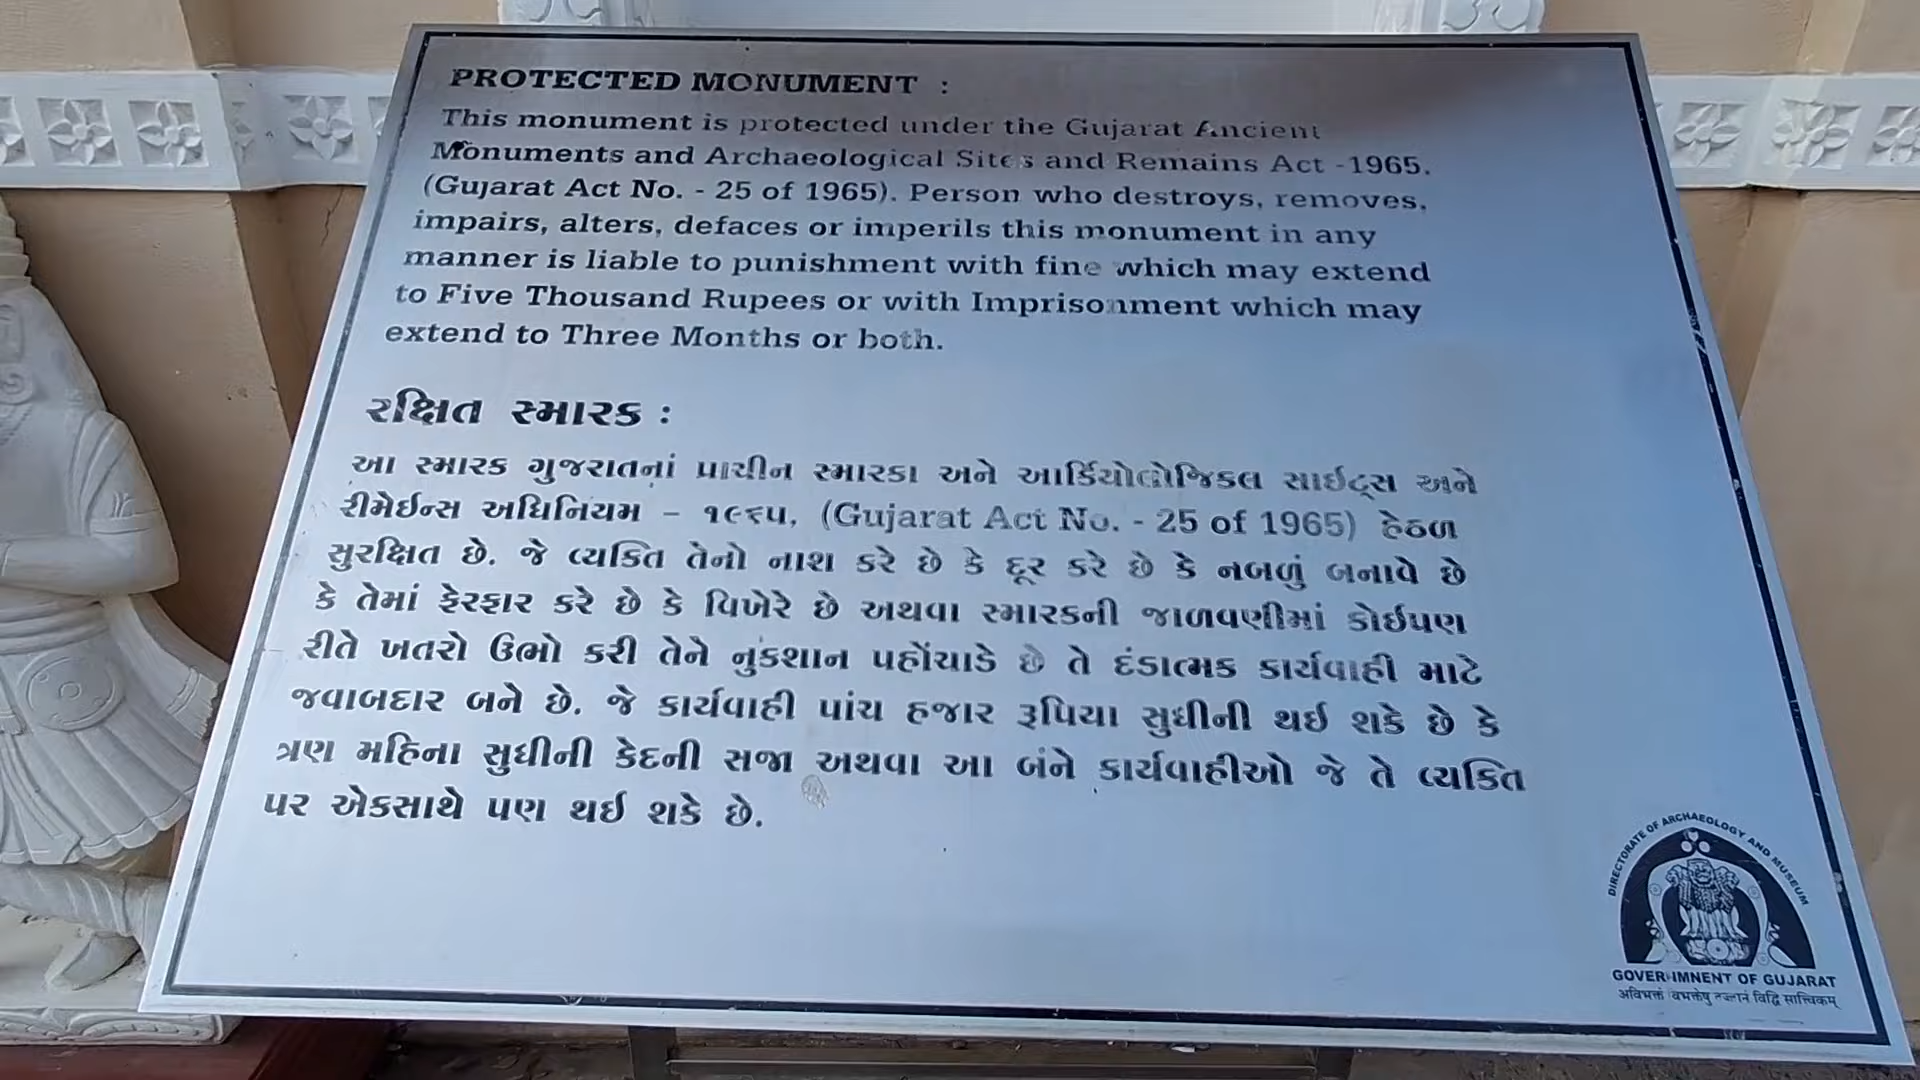 PROTECTED MONUMENT :
This monument is protected under the Gujarat Ancient
Monuments and Archaeological Sites and Remains Act -1965.
(Gujarat Act No. - 25 of 1965). Person who destroys, removes,
impairs, alters, defaces or imperils this monument in any
manner is liable to punishment with fine which may extend
to Five Thousand Rupees or with Imprisonment which may
extend to Three Months or both.
રક્ષિત સ્મારક :
આ સ્મારક ગુજરાતનાં પ્રાચીન સ્મારકા અને આર્કિયોલોજિકલ સાઇટ્સ અને
રીમેઇન્સ અધિનિયમ – ૧૯૬૫, (Gujarat Act No. - 25 of 1965) હેઠળ
સુરક્ષિત છે. જે વ્યક્તિ તેનો નાશ કરે છે કે દૂર કરે છે કે નબળું બનાવે છે
કે તેમાં ફેરફાર કરે છે કે વિખેરે છે અથવા સ્મારકની જાળવણીમાં કોઈપણ
રીતે ખતરો ઉભો કરી તેને નુકશાન પહોંચાડે છે તે દંડાત્મક કાર્યવાહી માટે
જવાબદાર બને છે. જે કાર્યવાહી પાંચ હજાર રૂપિયા સુધીની થઈ શકે છે કે
ત્રણ મહિના સુધીની કેદની સજા અથવા આ બંને કાર્યવાહીઓ જે તે વ્યક્તિ
પર એકસાથે પણ થઈ શકે છે.
DIRECTORATE OF ARCHAEOLOGY AND MUSEUM
GOVERNMENT OF GUJARAT
अविभक्तं विभक्तेषु विद्धि सात्त्विकम्